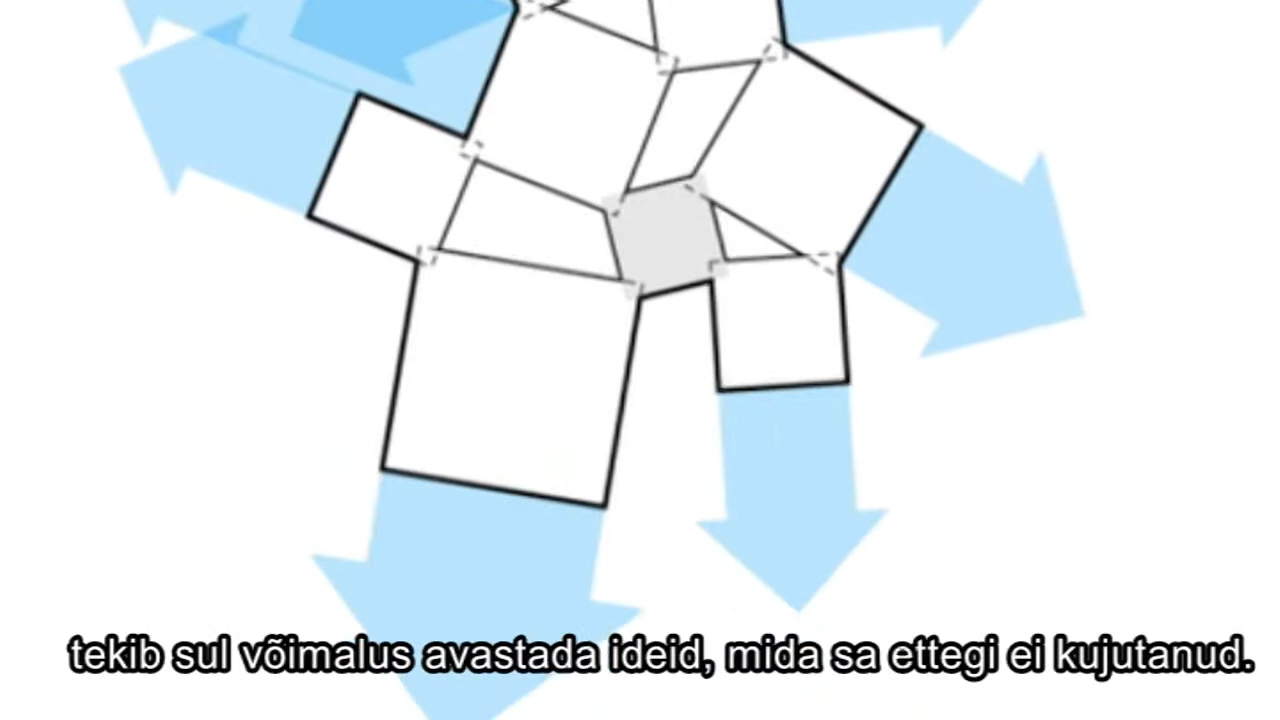 tekib sul võimalus avastada ideid, mida sa ettegi ei kujutanud.